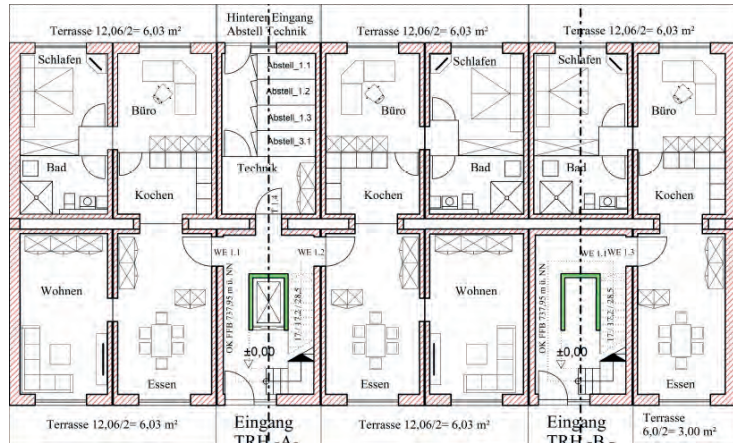 Hinteren Eingang
Abstell Technik
Terrasse 12,06/2= 6,03 m²
Terrasse 12,06/2= 6,03 m²
Terrasse 12,06/2= 6,03 m²
Schlafen
Büro
Abstell_1.1
Abstell_1.2
Abstell_1.3
Abstell_3.1
Büro
Schlafen
Schlafen
Büro
Bad
Kochen
Technik
T 1.4
Kochen
Bad
Bad
Kochen
WE 1.1
WE 1.2
WE 1.1
WE 1.3
Wohnen
OK FFB 737,95 m ü. NN
17 / 17,2 / 28,5
Wohnen
OK FFB 737,95 m ü. NN
17 / 17,2 / 28,5
±0,00
±0,00
Essen
Essen
Essen
Terrasse 12,06/2= 6,03 m²
Eingang
TRH -A-
Terrasse 12,06/2= 6,03 m²
Eingang
TRH -B-
Terrasse
6,0/2= 3,00 m²